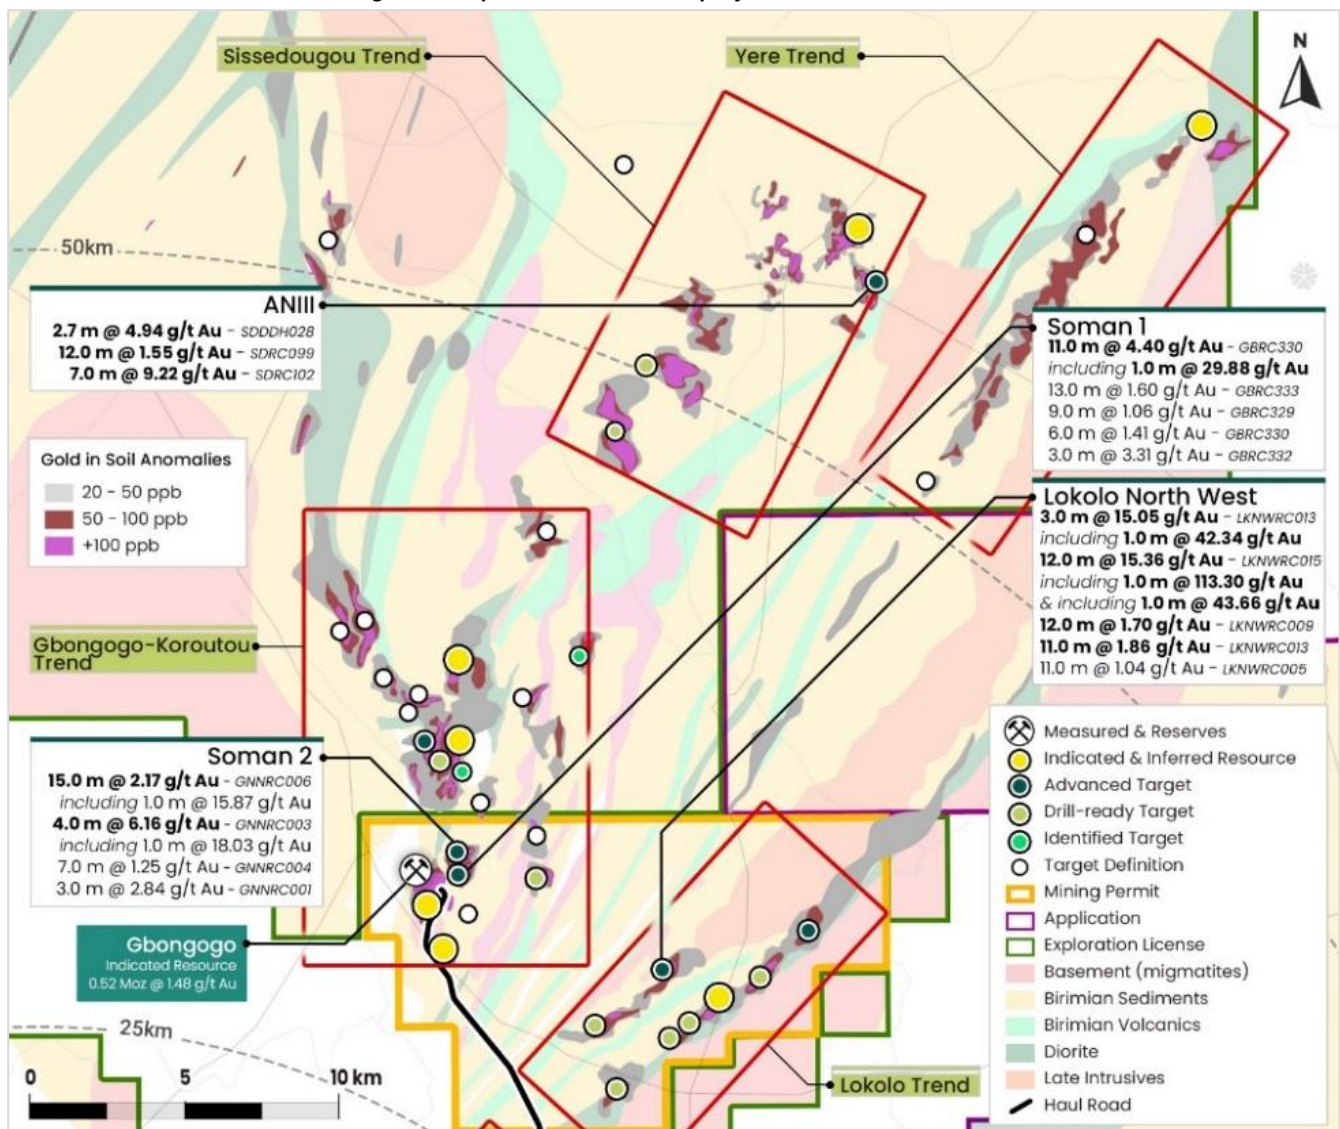 Sissedougou Trend
Yere Trend
N
50km
ANIII
2.7 m @ 4.94 g/t Au - SDDDH028
12.0 m @ 1.55 g/t Au - SDRC099
7.0 m @ 9.22 g/t Au - SDRC102
Soman 1
11.0 m @ 4.40 g/t Au - GBRC330
including 1.0 m @ 29.88 g/t Au
13.0 m @ 1.60 g/t Au - GBRC333
9.0 m @ 1.06 g/t Au - GBRC329
6.0 m @ 1.41 g/t Au - GBRC330
3.0 m @ 3.31 g/t Au - GBRC332
Gold in Soil Anomalies
20 - 50 ppb
50 - 100 ppb
+100 ppb
Lokolo North West
3.0 m @ 15.05 g/t Au - LKNWRC013
including 1.0 m @ 42.34 g/t Au
12.0 m @ 15.36 g/t Au - LKNWRC015
including 1.0 m @ 113.30 g/t Au
& including 1.0 m @ 43.66 g/t Au
12.0 m @ 1.70 g/t Au - LKNWRC009
11.0 m @ 1.86 g/t Au - LKNWRC013
11.0 m @ 1.04 g/t Au - LKNWRC005
Gbongogo-Koroutou
Trend
Soman 2
15.0 m @ 2.17 g/t Au - GNNRC006
including 1.0 m @ 15.87 g/t Au
4.0 m @ 6.16 g/t Au - GNNRC003
including 1.0 m @ 18.03 g/t Au
7.0 m @ 1.25 g/t Au - GNNRC004
3.0 m @ 2.84 g/t Au - GNNRC001
Gbongogo
Indicated Resource
0.52 Moz @ 1.48 g/t Au
25km
0 5 10 km
Lokolo Trend
Measured & Reserves
Indicated & Inferred Resource
Advanced Target
Drill-ready Target
Identified Target
Target Definition
Mining Permit
Application
Exploration License
Basement (migmatites)
Birimian Sediments
Birimian Volcanics
Diorite
Late Intrusives
Haul Road